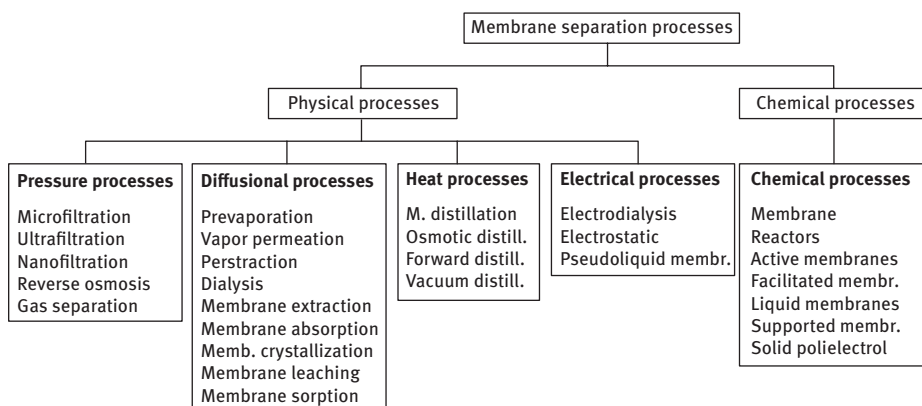 Membrane separation processes
Physical processes
Chemical processes
Pressure processes
Microfiltration
Ultrafiltration
Nanofiltration
Reverse osmosis
Gas separation
Diffusional processes
Prevaporation
Vapor permeation
Perstraction
Dialysis
Membrane extraction
Membrane absorption
Memb. crystallization
Membrane leaching
Membrane sorption
Heat processes
M. distillation
Osmotic distill.
Forward distill.
Vacuum distill.
Electrical processes
Electrodialysis
Electrostatic
Pseudoliquid membr.
Chemical processes
Membrane
Reactors
Active membranes
Facilitated membr.
Liquid membranes
Supported membr.
Solid polielectrol